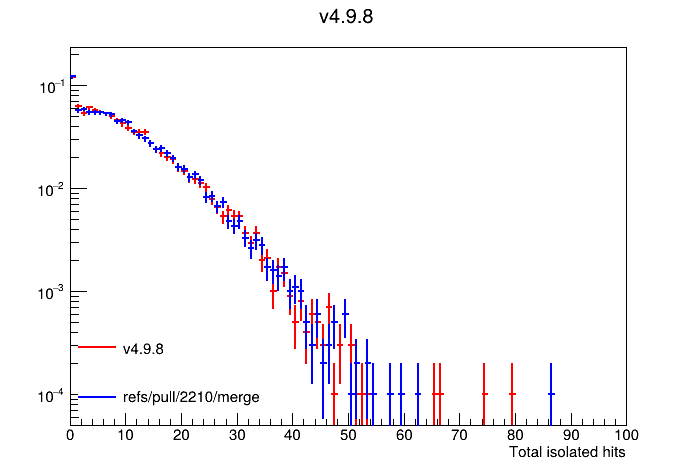 v4.9.8
10⁻¹
10⁻²
10⁻³
10⁻⁴
v4.9.8
refs/pull/2210/merge
0 10 20 30 40 50 60 70 80 90 100
Total isolated hits